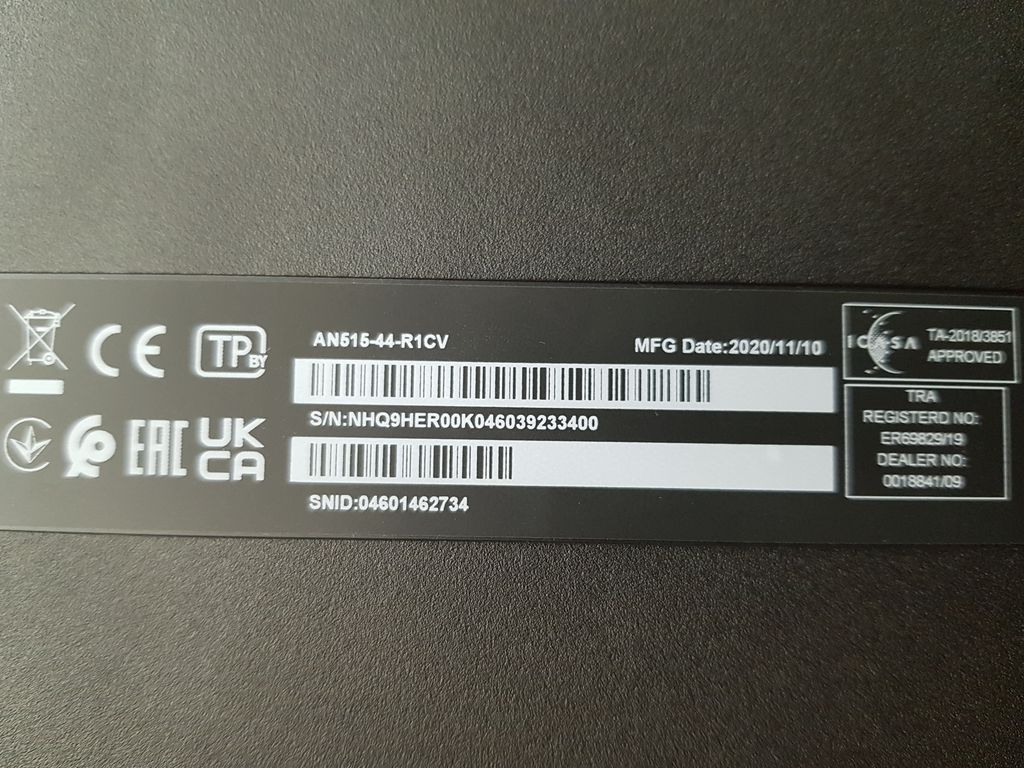 CE
TP
BY
EAC
UK
CA
AN515-44-R1CV
MFG Date:2020/11/10
S/N:NHQ9HER00K046039233400
SNID:04601462734
ICASA
TA-2018/3851
APPROVED
TRA
REGISTERD NO:
ER69829/19
DEALER NO:
0018841/09